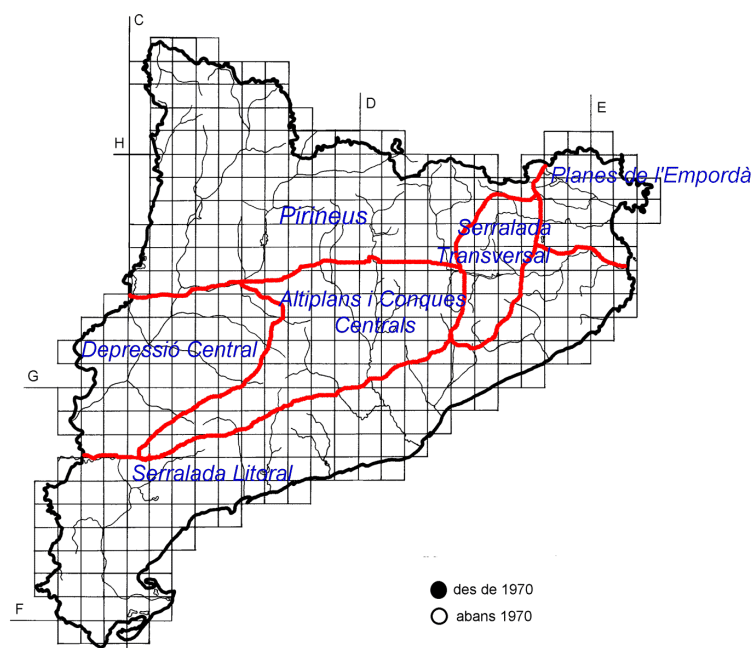 C
D
E
H
Planes de l'Empordà
Pirineus
Serralada
Transversal
Altiplans i Conques
Centrals
Depressió Central
G
Serralada Litoral
des de 1970
F
abans 1970